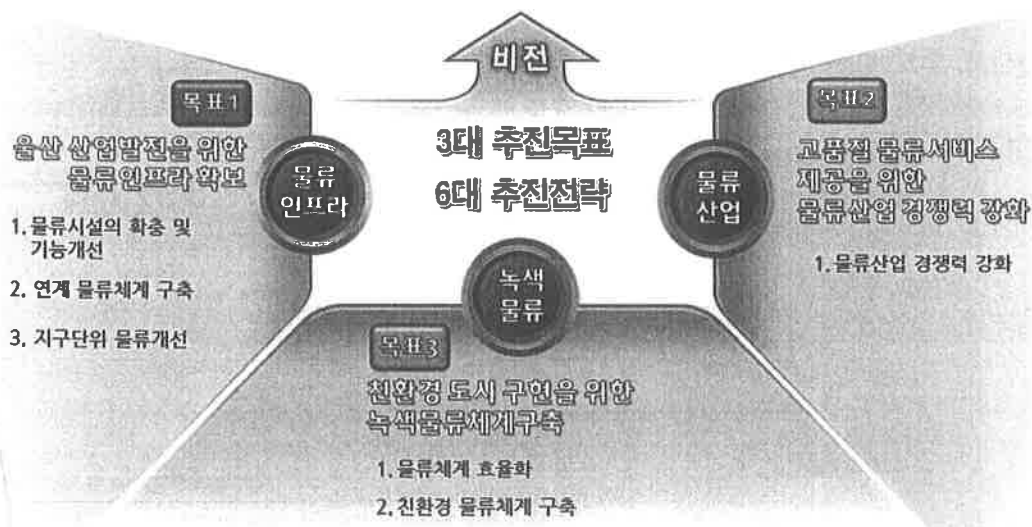 비전
3대 추진목표
6대 추진전략
목표1
울산 산업발전을 위한
물류인프라 확보
물류
인프라
1. 물류시설의 확충 및
기능개선
2. 연계 물류체계 구축
3. 지구단위 물류개선
목표2
고품질 물류서비스
제공을 위한
물류산업 경쟁력 강화
물류
산업
1. 물류산업 경쟁력 강화
녹색
물류
목표3
친환경 도시 구현을 위한
녹색물류체계구축
1. 물류체계 효율화
2. 친환경 물류체계 구축